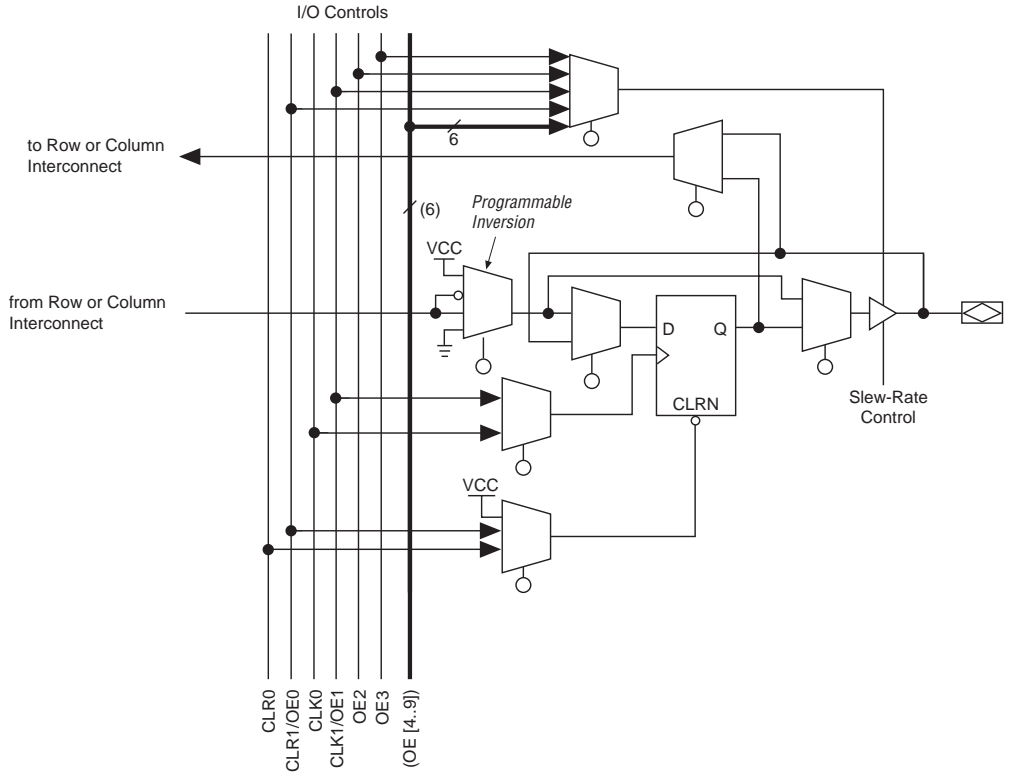 I/O Controls
6
to Row or Column
Interconnect
(6)
Programmable
Inversion
VCC
from Row or Column
Interconnect
D
Q
CLRN
Slew-Rate
Control
VCC
CLR0
CLR1/OE0
CLK0
CLK1/OE1
OE2
OE3
(OE [4..9])